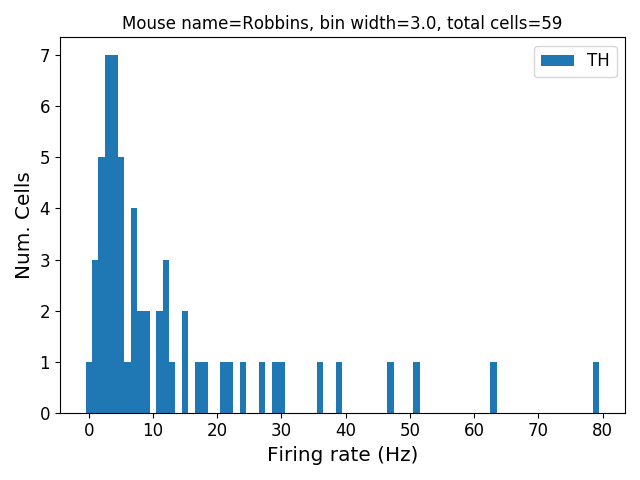 Mouse name=Robbins, bin width=3.0, total cells=59
TH
7
6
5
4
3
2
1
0
Num. Cells
0 10 20 30 40 50 60 70 80
Firing rate (Hz)